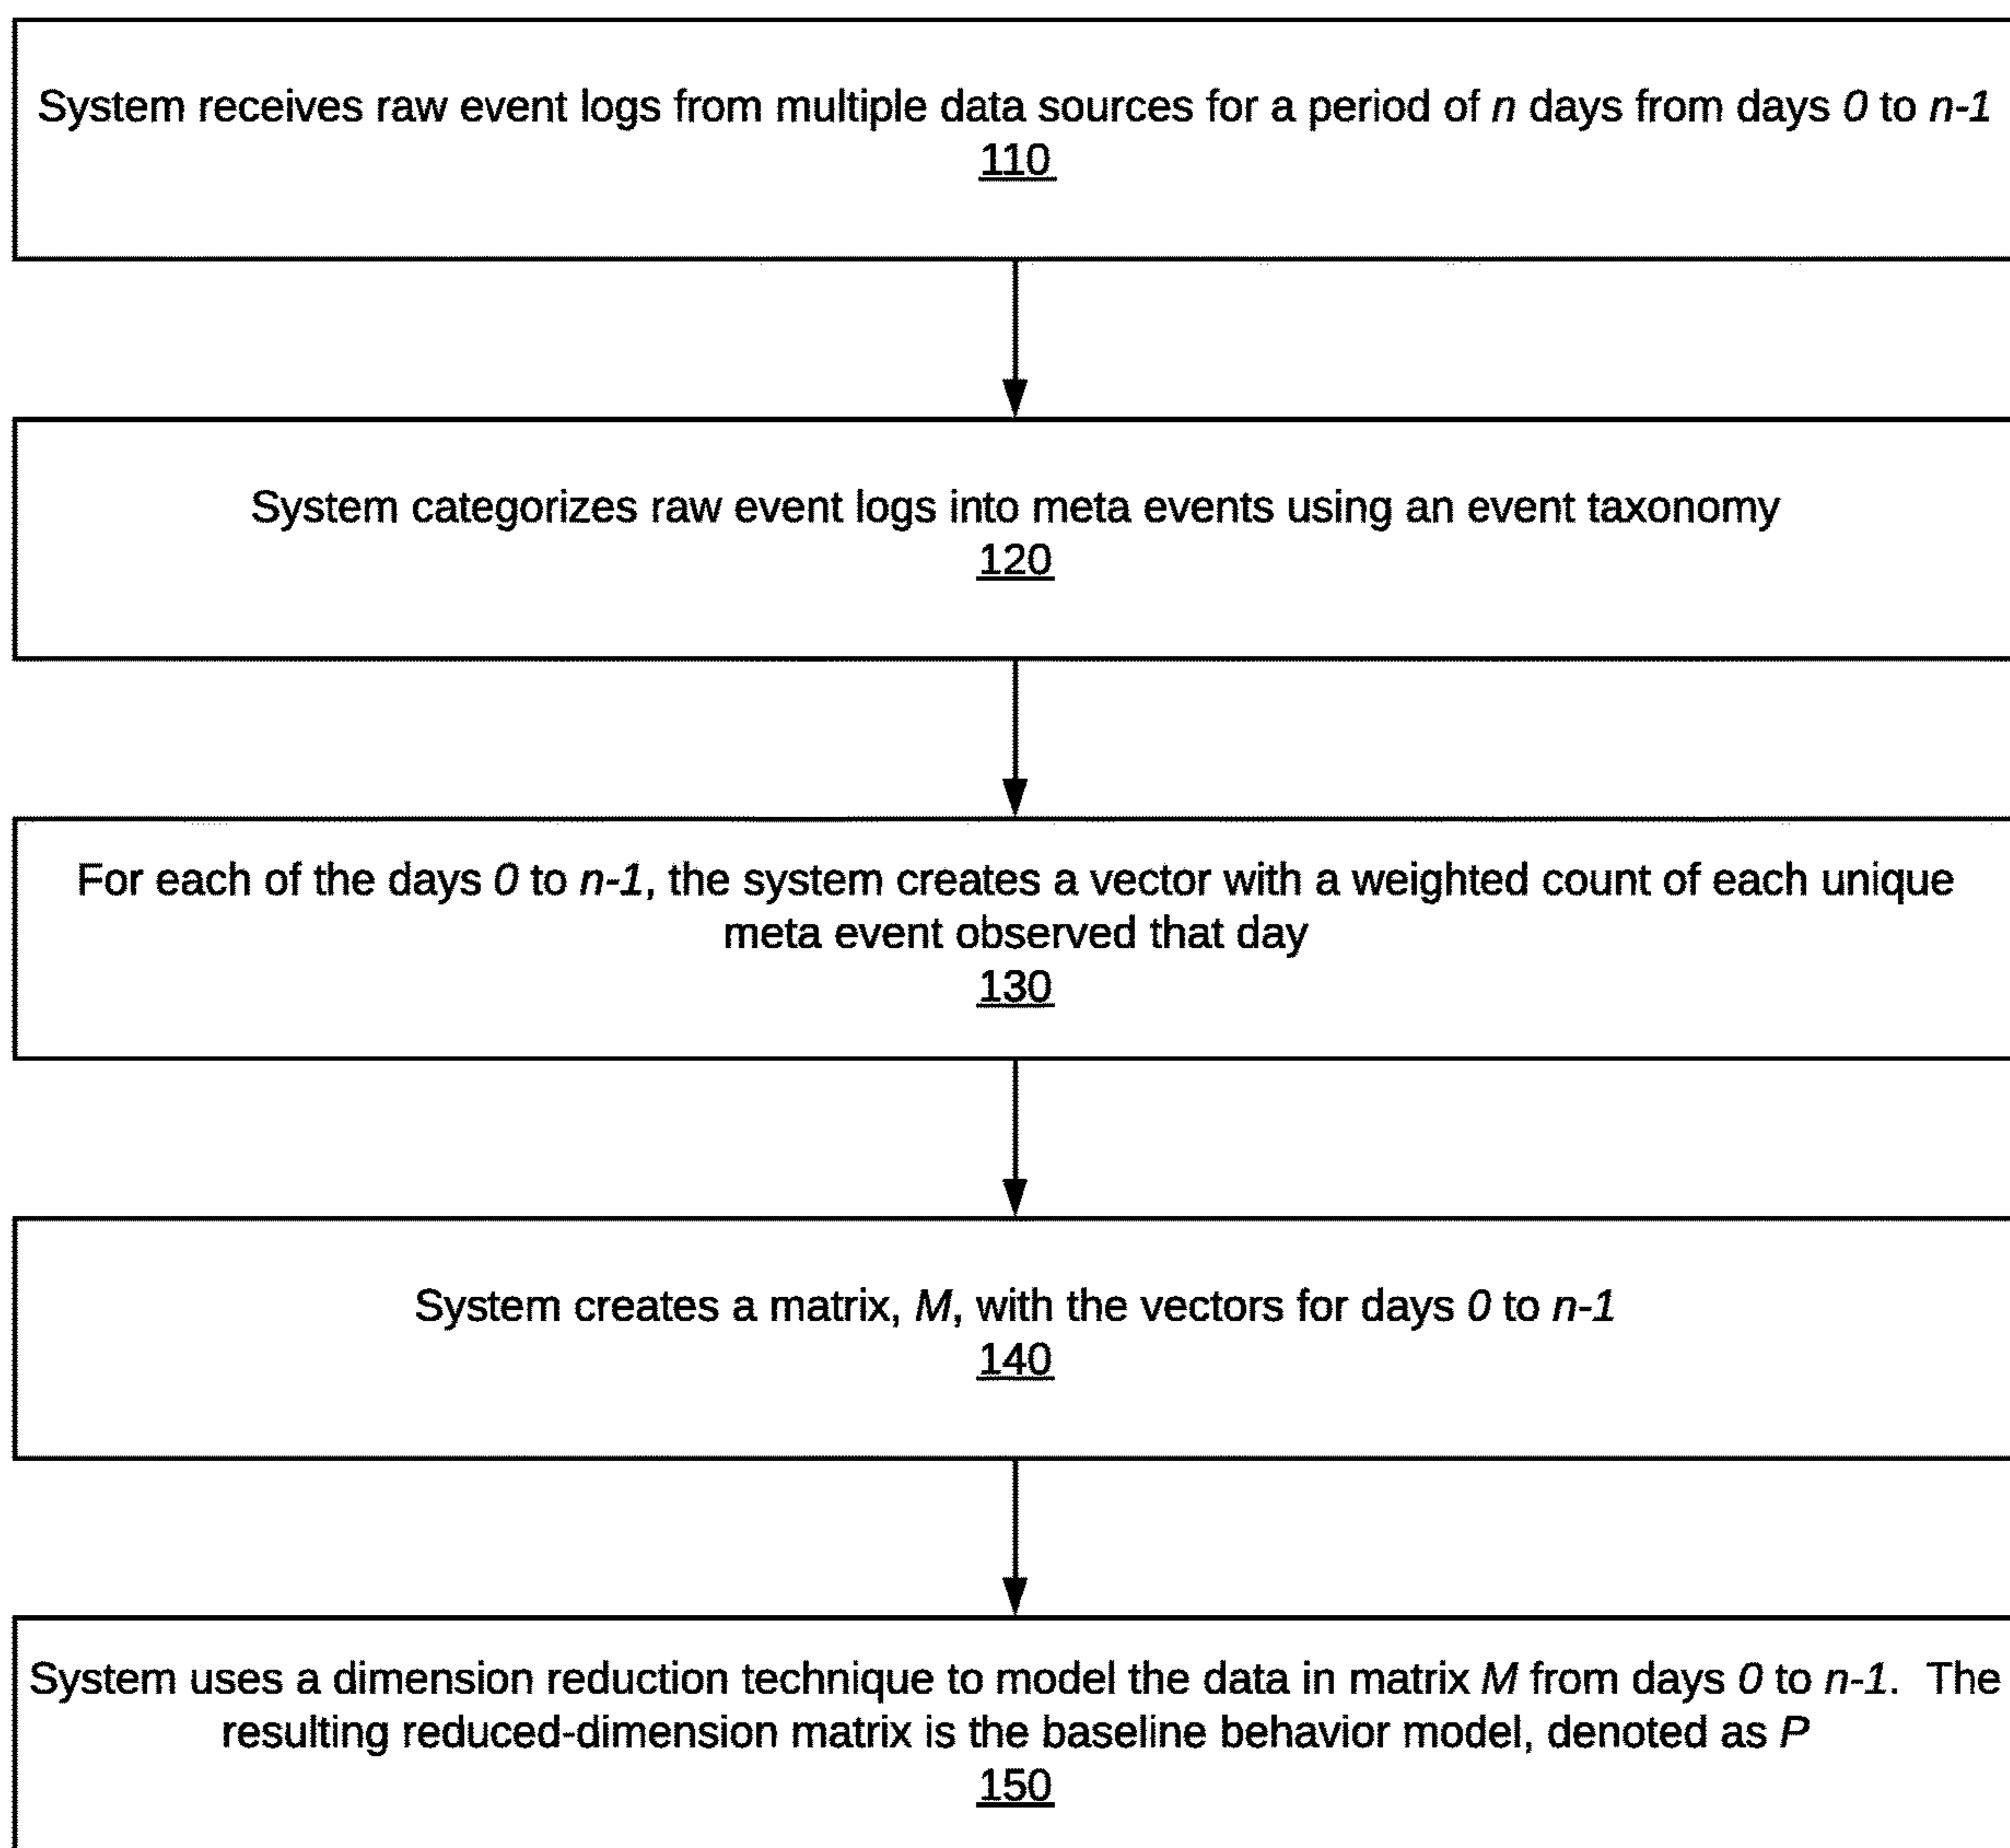 System receives raw event logs from multiple data sources for a period of n days from days 0 to n-1
110
System categorizes raw event logs into meta events using an event taxonomy
120
For each of the days 0 to n-1, the system creates a vector with a weighted count of each unique
meta event observed that day
130
System creates a matrix, M, with the vectors for days 0 to n-1
140
System uses a dimension reduction technique to model the data in matrix M from days 0 to n-1.  The
resulting reduced-dimension matrix is the baseline behavior model, denoted as P
150